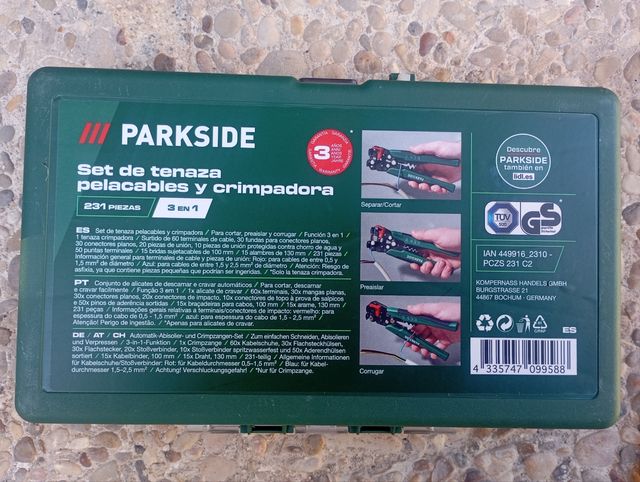 PARKSIDE
Set de tenaza
pelacables y crimpadora
231 PIEZAS
3 EN 1
3
ES Set de tenaza pelacables y crimpadora / Para cortar, preaislar y corrugar / Función 3 en 1 /
1 tenaza crimpadora / Surtido de 60 terminales de cable, 30 fundas para conectores planos,
30 conectores planos, 20 piezas de unión, 10 piezas de unión protegidas contra chorro de agua y
50 puntas terminales / 15 bridas sujetacables de 100 mm / 15 alambres de 130 mm / 231 piezas /
Información general para terminales de cable y piezas de unión: Rojo: para cables de entre 0,5 y
1,5 mm² de diámetro / Azul: para cables de entre 1,5 y 2,5 mm² de diámetro / Atención: Riesgo de
asfixia, ya que contiene piezas pequeñas que podrían ser ingeridas. / *Solo la tenaza crimpadora.
PT Conjunto de alicates de descarnar e cravar automáticos / Para cortar, descarnar
e cravar facilmente / Função 3 em 1 / 1x alicate de cravar / 60x terminais, 30x mangas planas,
30x conectores planos, 20x conectores de impacto, 10x conectores de topo à prova de salpicos
e 50x pinos de aderência sortidas / 15x braçadeiras para cabos, 100 mm / 15x arame, 130 mm /
231 peças / Informações gerais relativas a terminais/conectores de impacto: vermelho: para
espessura do cabo de 0,5 - 1,5 mm² / azul: para espessura do cabo de 1,5 - 2,5 mm² /
Atenção! Perigo de ingestão. / *Apenas para alicates de cravar.
DE / AT / CH Automatik-Abisolier- und Crimpzangen-Set / Zum einfachen Schneiden, Abisolieren
und Verpressen / 3-in-1-Funktion / 1x Crimpzange / 60x Kabelschuhe, 30x Flachsteckhülsen,
30x Flachstecker, 20x Stoßverbinder, 10x Stoßverbinder spritzwasserfest und 50x Aderendhülsen
sortiert / 15x Kabelbinder, 100 mm / 15x Draht, 130 mm / 231-teilig / Allgemeine Informationen
für Kabelschuhe/Stoßverbinder: Rot: für Kabeldurchmesser 0,5–1,5 mm² / Blau: für Kabel-
durchmesser 1,5–2,5 mm² / Achtung! Verschluckungsgefahr! / *Nur für Crimpzange.
Separar/Cortar
Preaislar
Corrugar
Descubre
PARKSIDE
también en
lidl.es
TÜV
SÜD
GS
IAN 449916_2310 -
PCZS 231 C2
KOMPERNASS HANDELS GMBH
BURGSTRASSE 21
44867 BOCHUM · GERMANY
ES
4 335747 099588